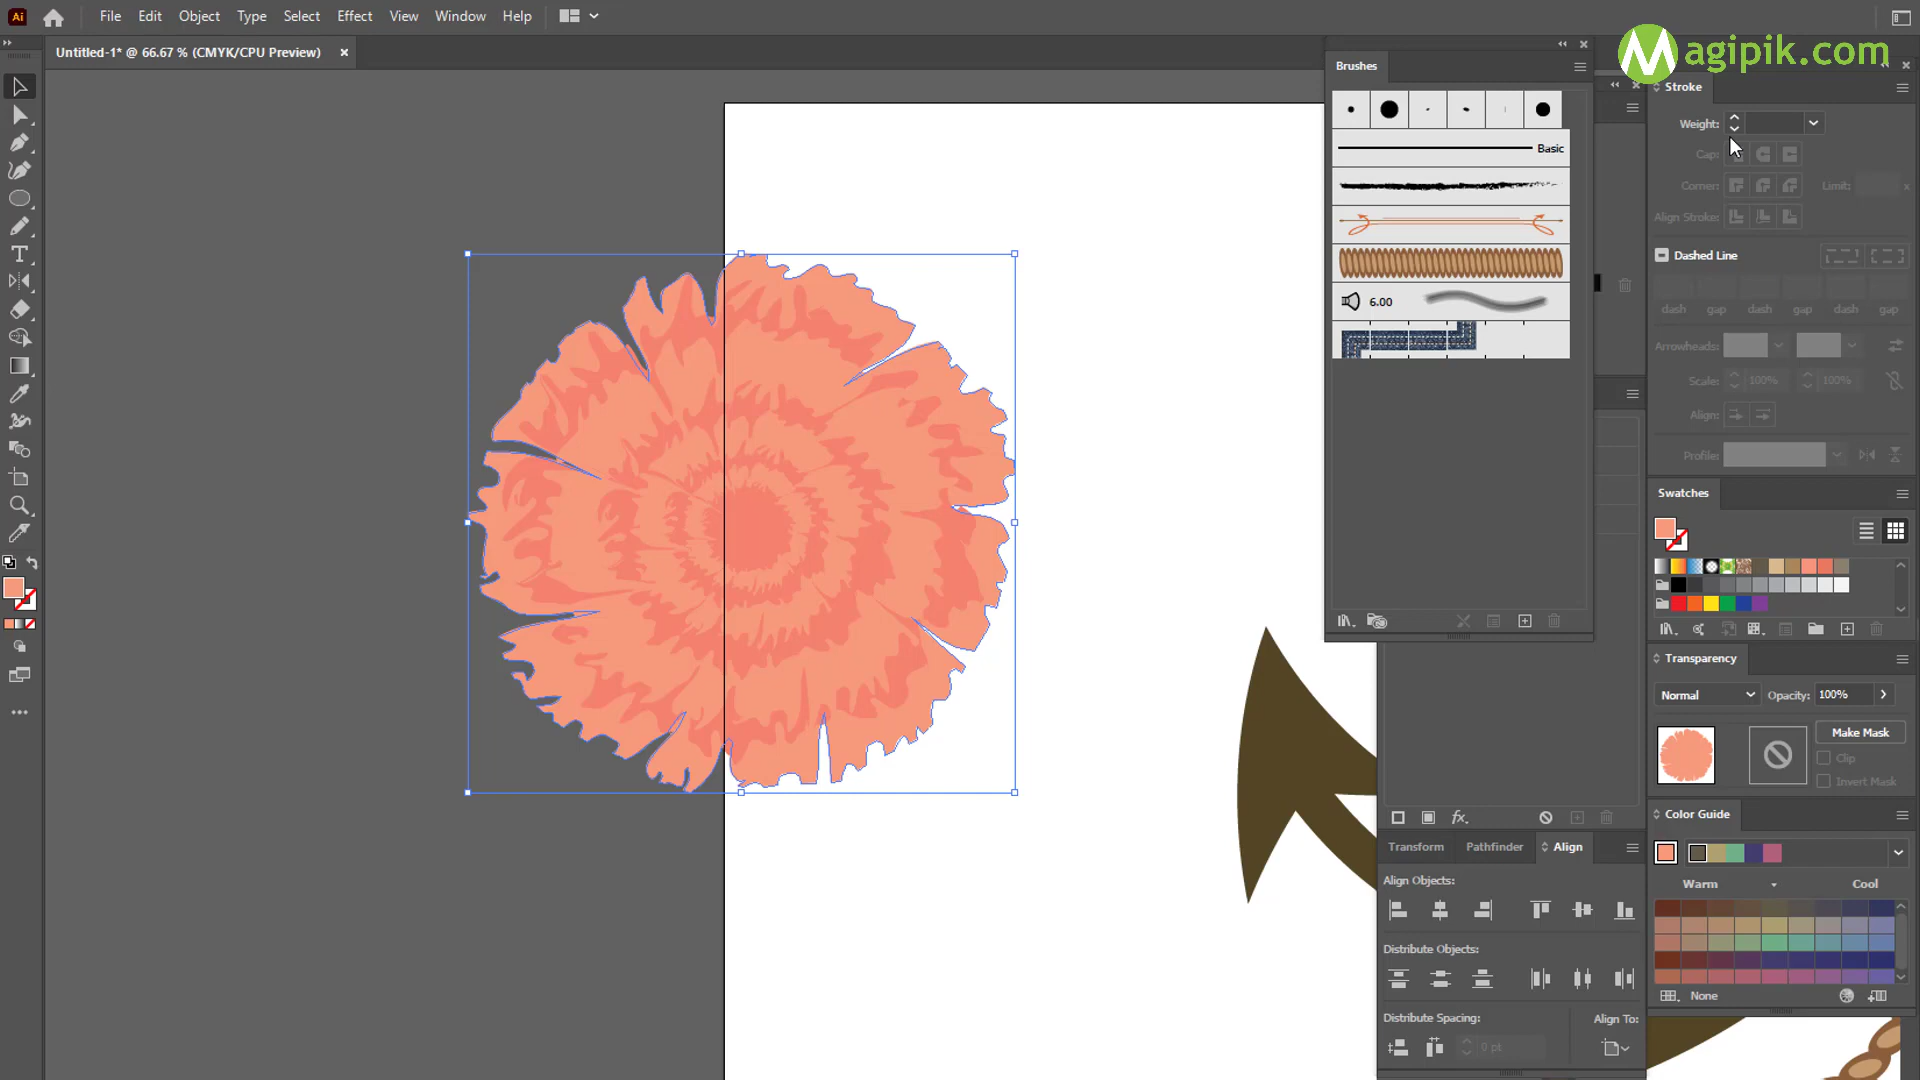 Ai
File Edit Object Type Select Effect View Window Help
Untitled-1* @ 66.67 % (CMYK/CPU Preview) ×
Magipik.com
Brushes
Basic
6.00
Stroke
Weight:
Cap:
Corner:
Limit: x
Align Stroke:
Dashed Line
dash gap dash gap dash gap
Arrowheads:
Scale: 100% 100%
Align:
Profile:
Swatches
Transparency
Normal
Opacity: 100%
Make Mask
Clip
Invert Mask
Color Guide
Warm Cool
None
fx.
Transform Pathfinder Align
Align Objects:
Distribute Objects:
Distribute Spacing:
Align To:
0 pt